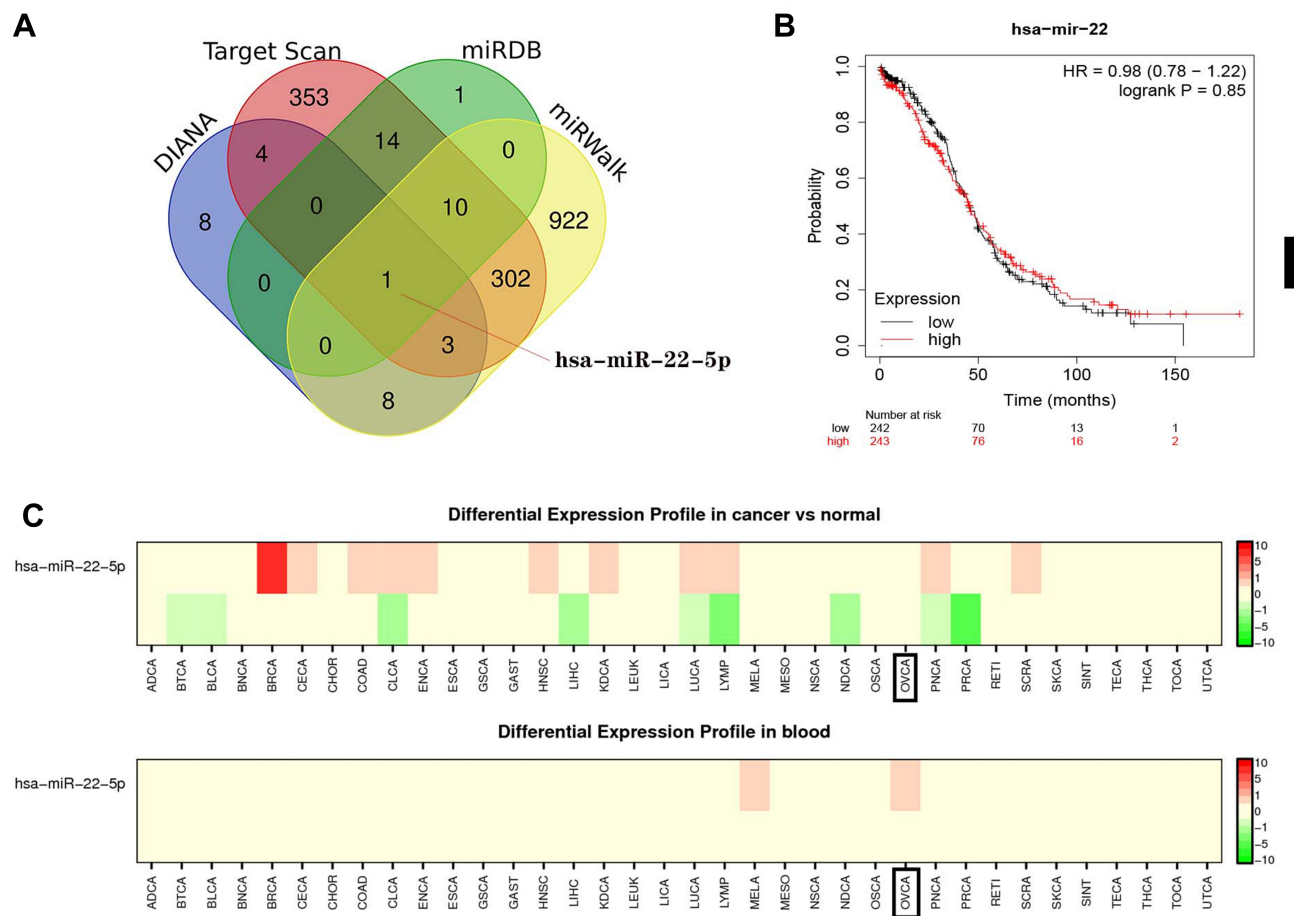 A
Target Scan
miRDB
DIANA
miRWalk
353
1
4
14
0
8
0
10
922
0
1
302
0
3
8
hsa-miR-22-5p
B
hsa-mir-22
HR = 0.98 (0.78 − 1.22)
logrank P = 0.85
Probability
1.0
0.8
0.6
0.4
0.2
0.0
Expression
low
high
0 50 100 150
Time (months)
Number at risk
low 242 70 13 1
high 243 76 16 2
C
Differential Expression Profile in cancer vs normal
hsa-miR-22-5p
10
5
1
−1
−5
−10
ADCA BTCA BLCA BNCA BRCA CECA CHOR COAD CLCA ENCA ESCA GSCA GAST HNSC LIHC KDCA LEUK LICA LUCA LYMP MELA MESO NSCA NDCA OSCA OVCA PNCA PRCA RETI SCRA SKCA SINT TECA THCA TOCA UTCA
Differential Expression Profile in blood
hsa-miR-22-5p
10
5
1
−1
−5
−10
ADCA BTCA BLCA BNCA BRCA CECA CHOR COAD CLCA ENCA ESCA GSCA GAST HNSC LIHC KDCA LEUK LICA LUCA LYMP MELA MESO NSCA NDCA OSCA OVCA PNCA PRCA RETI SCRA SKCA SINT TECA THCA TOCA UTCA